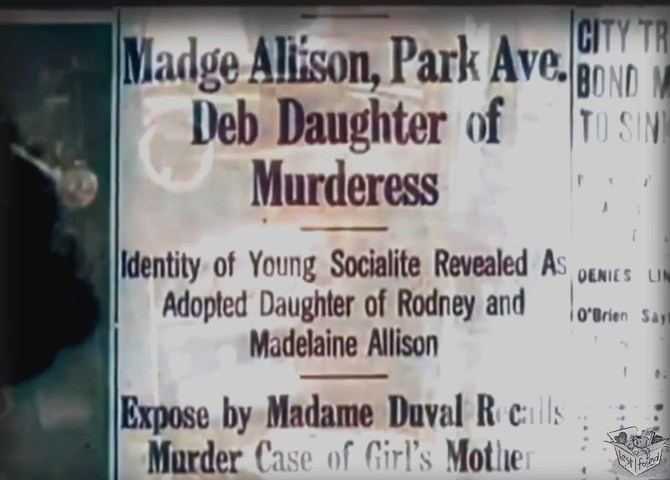 Madge Allison, Park Ave.
Deb Daughter of
Murderess
Identity of Young Socialite Revealed As
Adopted Daughter of Rodney and
Madelaine Allison
Expose by Madame Duval Recalls
Murder Case of Girl's Mother
CITY TR
BOND M
TO SIN
DENIES LIN
O'Brien Say